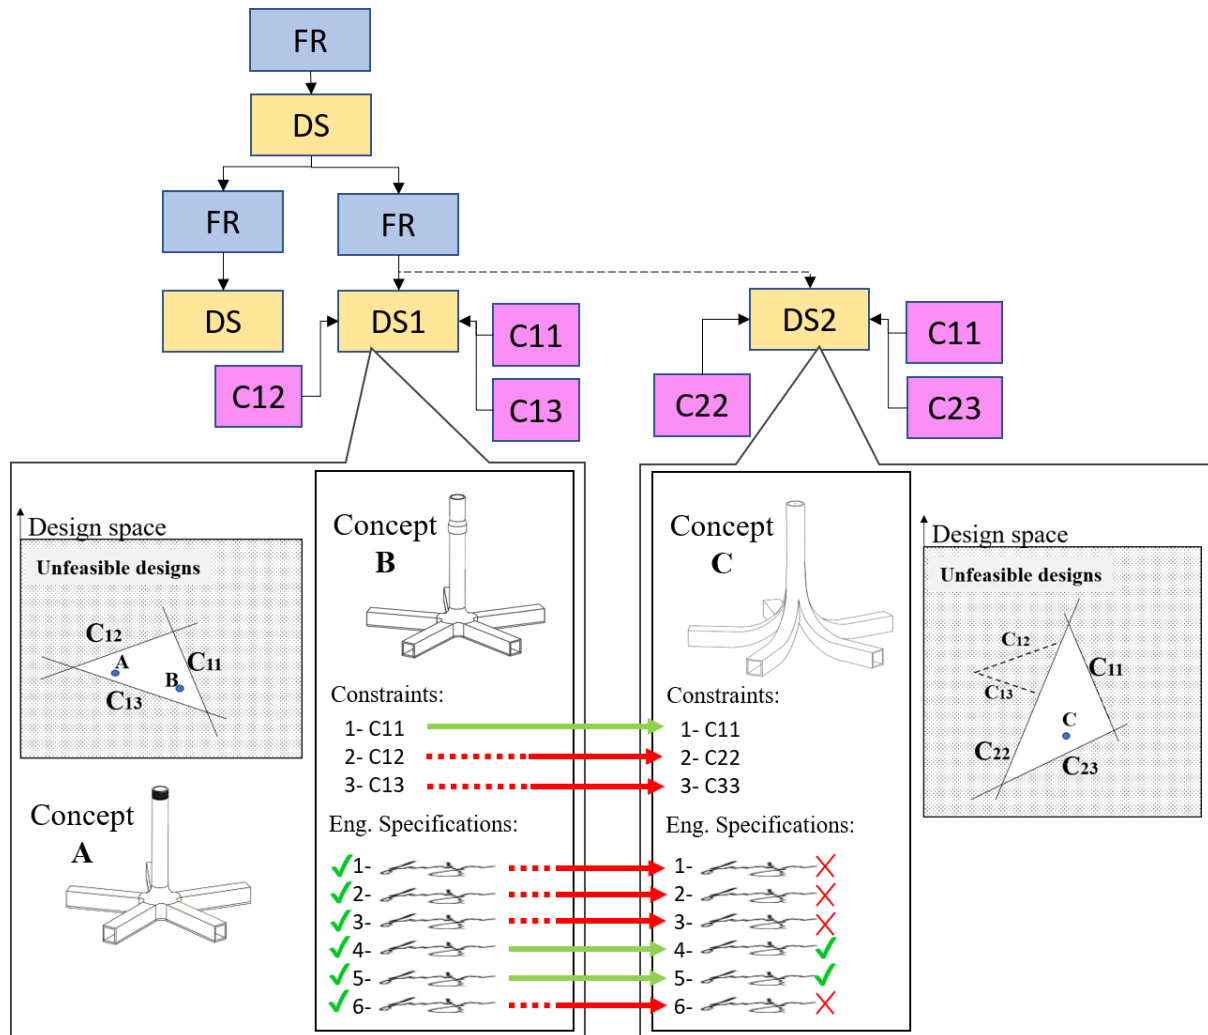 FR
DS
FR
FR
DS
DS1
C11
C12
C13
DS2
C11
C22
C23
Design space
Unfeasible designs
C12
A
C11
B
C13
Concept
A
Concept
B
Constraints:
1- C11
2- C12
3- C13
Eng. Specifications:
1-
2-
3-
4-
5-
6-
Concept
C
Constraints:
1- C11
2- C22
3- C33
Eng. Specifications:
1-
2-
3-
4-
5-
6-
Design space
Unfeasible designs
C12
C11
C13
C
C22
C23